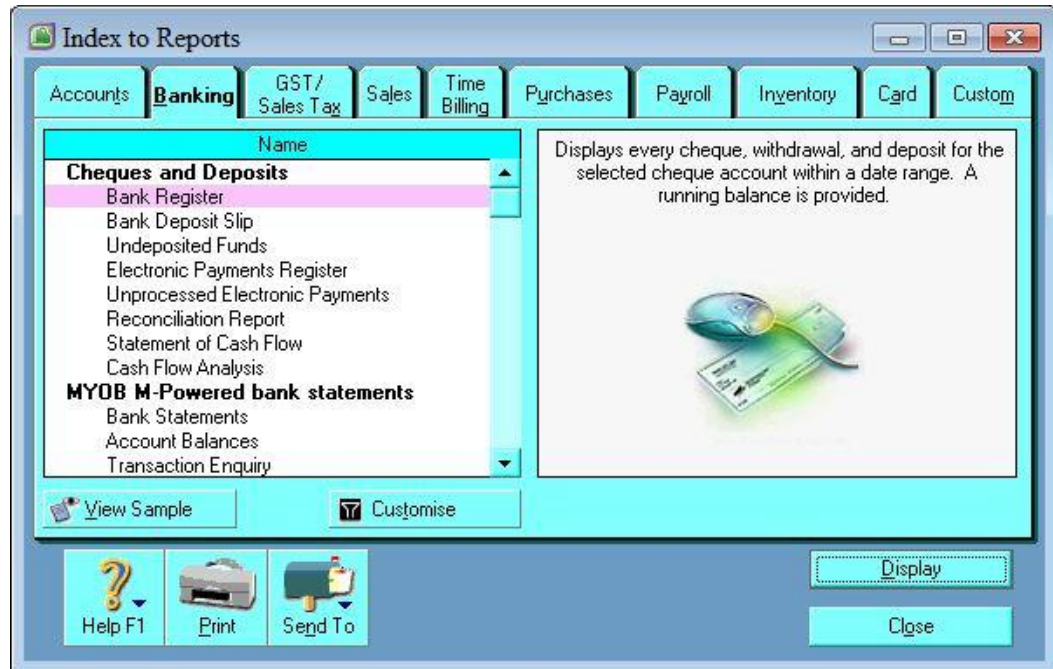 Index to Reports
Accounts
Banking
GST/
Sales Tax
Sales
Time
Billing
Purchases
Payroll
Inventory
Card
Custom
Name
Cheques and Deposits
Bank Register
Bank Deposit Slip
Undeposited Funds
Electronic Payments Register
Unprocessed Electronic Payments
Reconciliation Report
Statement of Cash Flow
Cash Flow Analysis
MYOB M-Powered bank statements
Bank Statements
Account Balances
Transaction Enquiry
Displays every cheque, withdrawal, and deposit for the
selected cheque account within a date range. A
running balance is provided.
View Sample
Customise
Help F1
Print
Send To
Display
Close